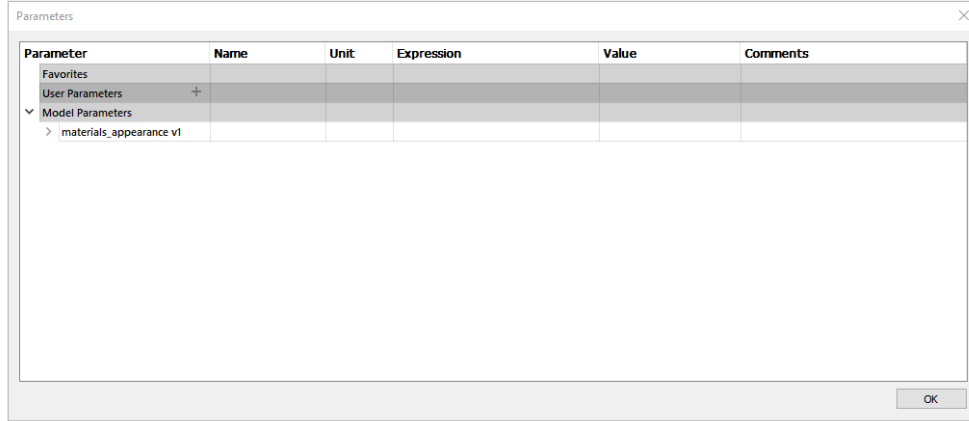 Parameters
Parameter Name Unit Expression Value Comments
Favorites
User Parameters +
Model Parameters
materials_appearance v1
OK